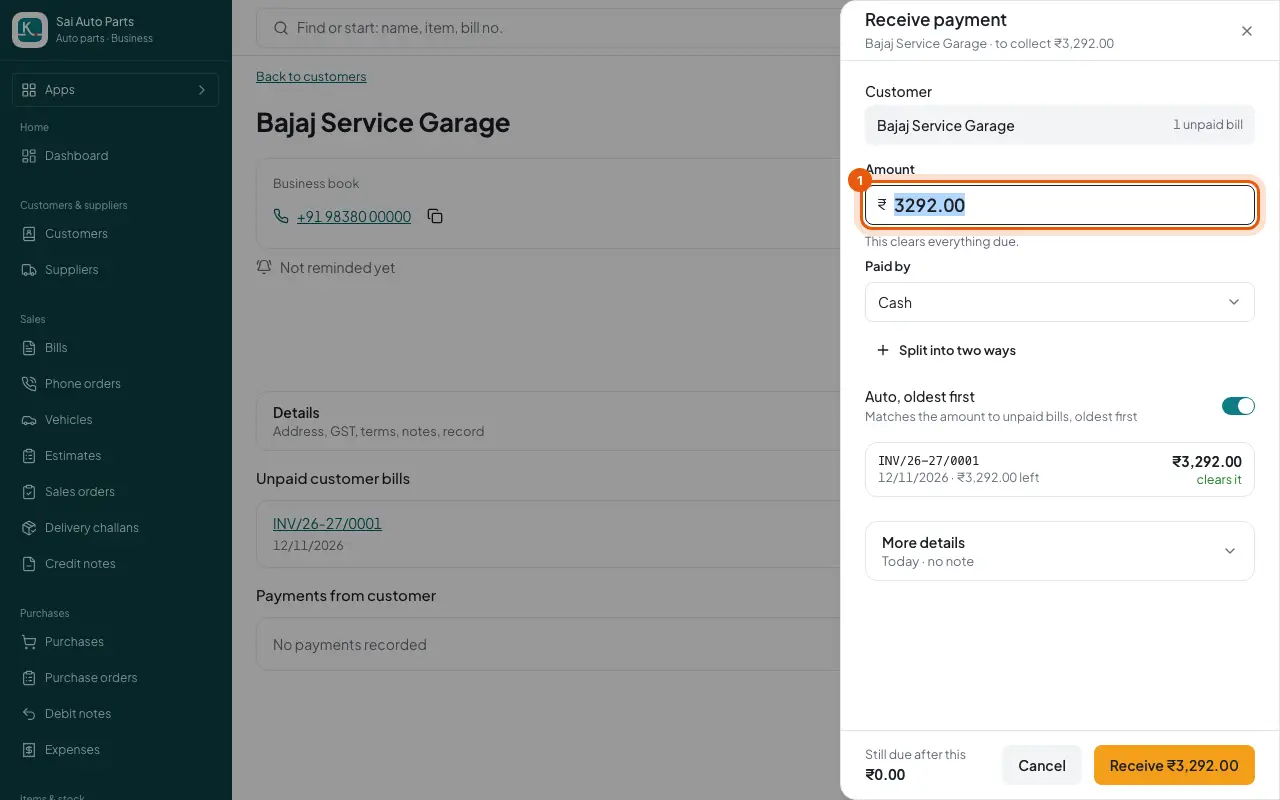 Sai Auto Parts
Auto parts · Business
Apps
Home
Dashboard
Customers & suppliers
Customers
Suppliers
Sales
Bills
Phone orders
Vehicles
Estimates
Sales orders
Delivery challans
Credit notes
Purchases
Purchases
Purchase orders
Debit notes
Expenses
Items & stock
Find or start: name, item, bill no.
Back to customers
Bajaj Service Garage
Business book
+91 98380 00000
Not reminded yet
Details
Address, GST, terms, notes, record
Unpaid customer bills
INV/26-27/0001
12/11/2026
Payments from customer
No payments recorded
Receive payment
Bajaj Service Garage · to collect ₹3,292.00
Customer
Bajaj Service Garage 1 unpaid bill
Amount
1
₹ 3292.00
This clears everything due.
Paid by
Cash
Split into two ways
Auto, oldest first
Matches the amount to unpaid bills, oldest first
INV/26-27/0001 ₹3,292.00
12/11/2026 · ₹3,292.00 left clears it
More details
Today · no note
Still due after this
₹0.00
Cancel
Receive ₹3,292.00